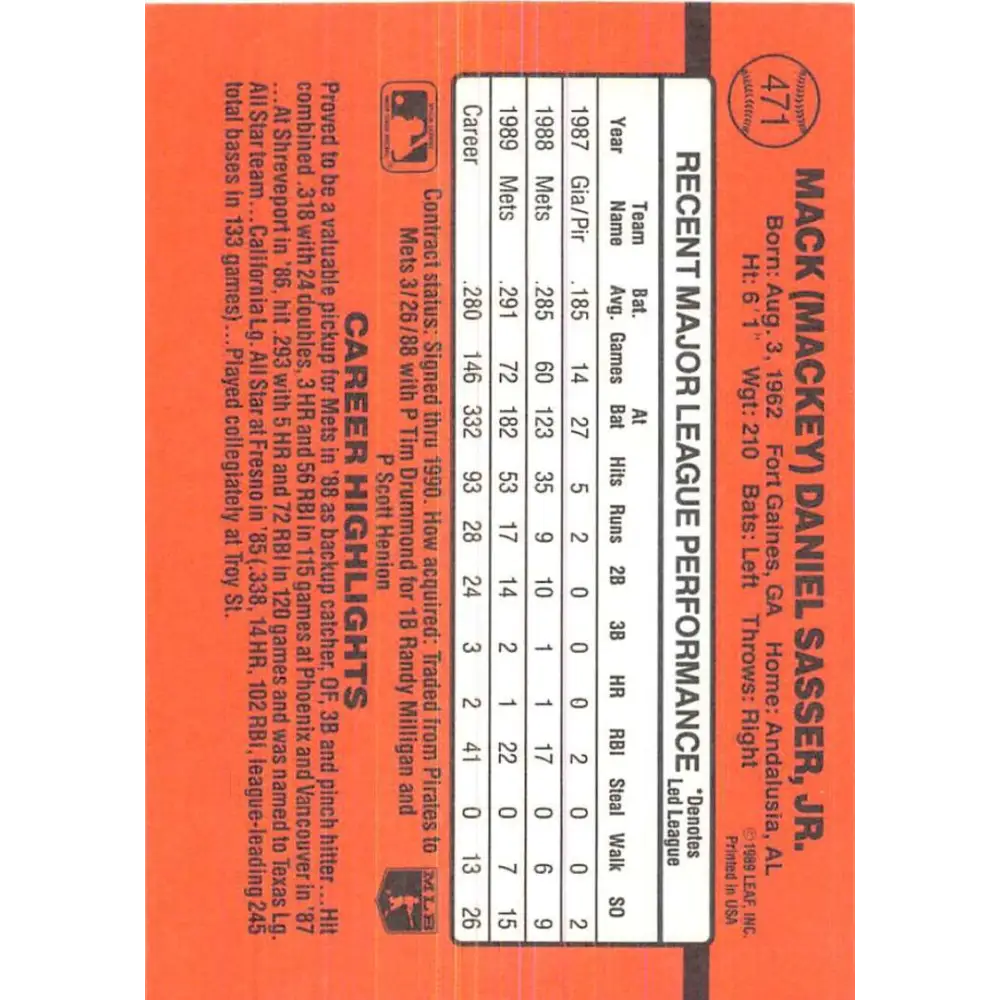 471
MACK (MACKEY) DANIEL SASSER, JR.
Born: Aug. 3, 1962 Fort Gaines, GA Home: Andalusia, AL
Ht: 6'1" Wgt: 210 Bats: Left Throws: Right
©1989 LEAF, INC.
Printed in USA
RECENT MAJOR LEAGUE PERFORMANCE *Denotes Led League
Year Team Name Bat. Avg. Games At Bat Hits Runs 2B 3B HR RBI Steal Walk SO
1987 Gia/Pir .185 14 27 5 2 0 0 0 2 0 0 2
1988 Mets .285 60 123 35 9 10 1 1 17 0 6 9
1989 Mets .291 72 182 53 17 14 2 1 22 0 7 15
Career .280 146 332 93 28 24 3 2 41 0 13 26
Contract status: Signed thru 1990. How acquired: Traded from Pirates to
Mets 3/26/88 with P Tim Drummond for 1B Randy Milligan and
P Scott Henion
MLB
CAREER HIGHLIGHTS
Proved to be a valuable pickup for Mets in '88 as backup catcher, OF, 3B and pinch hitter...Hit
combined .318 with 24 doubles, 3 HR and 56 RBI in 115 games at Phoenix and Vancouver in '87
...At Shreveport in '86, hit .293 with 5 HR and 72 RBI in 120 games and was named to Texas Lg.
All Star team...California Lg. All Star at Fresno in '85 (.338, 14 HR, 102 RBI, league-leading 245
total bases in 133 games)...Played collegiately at Troy St.